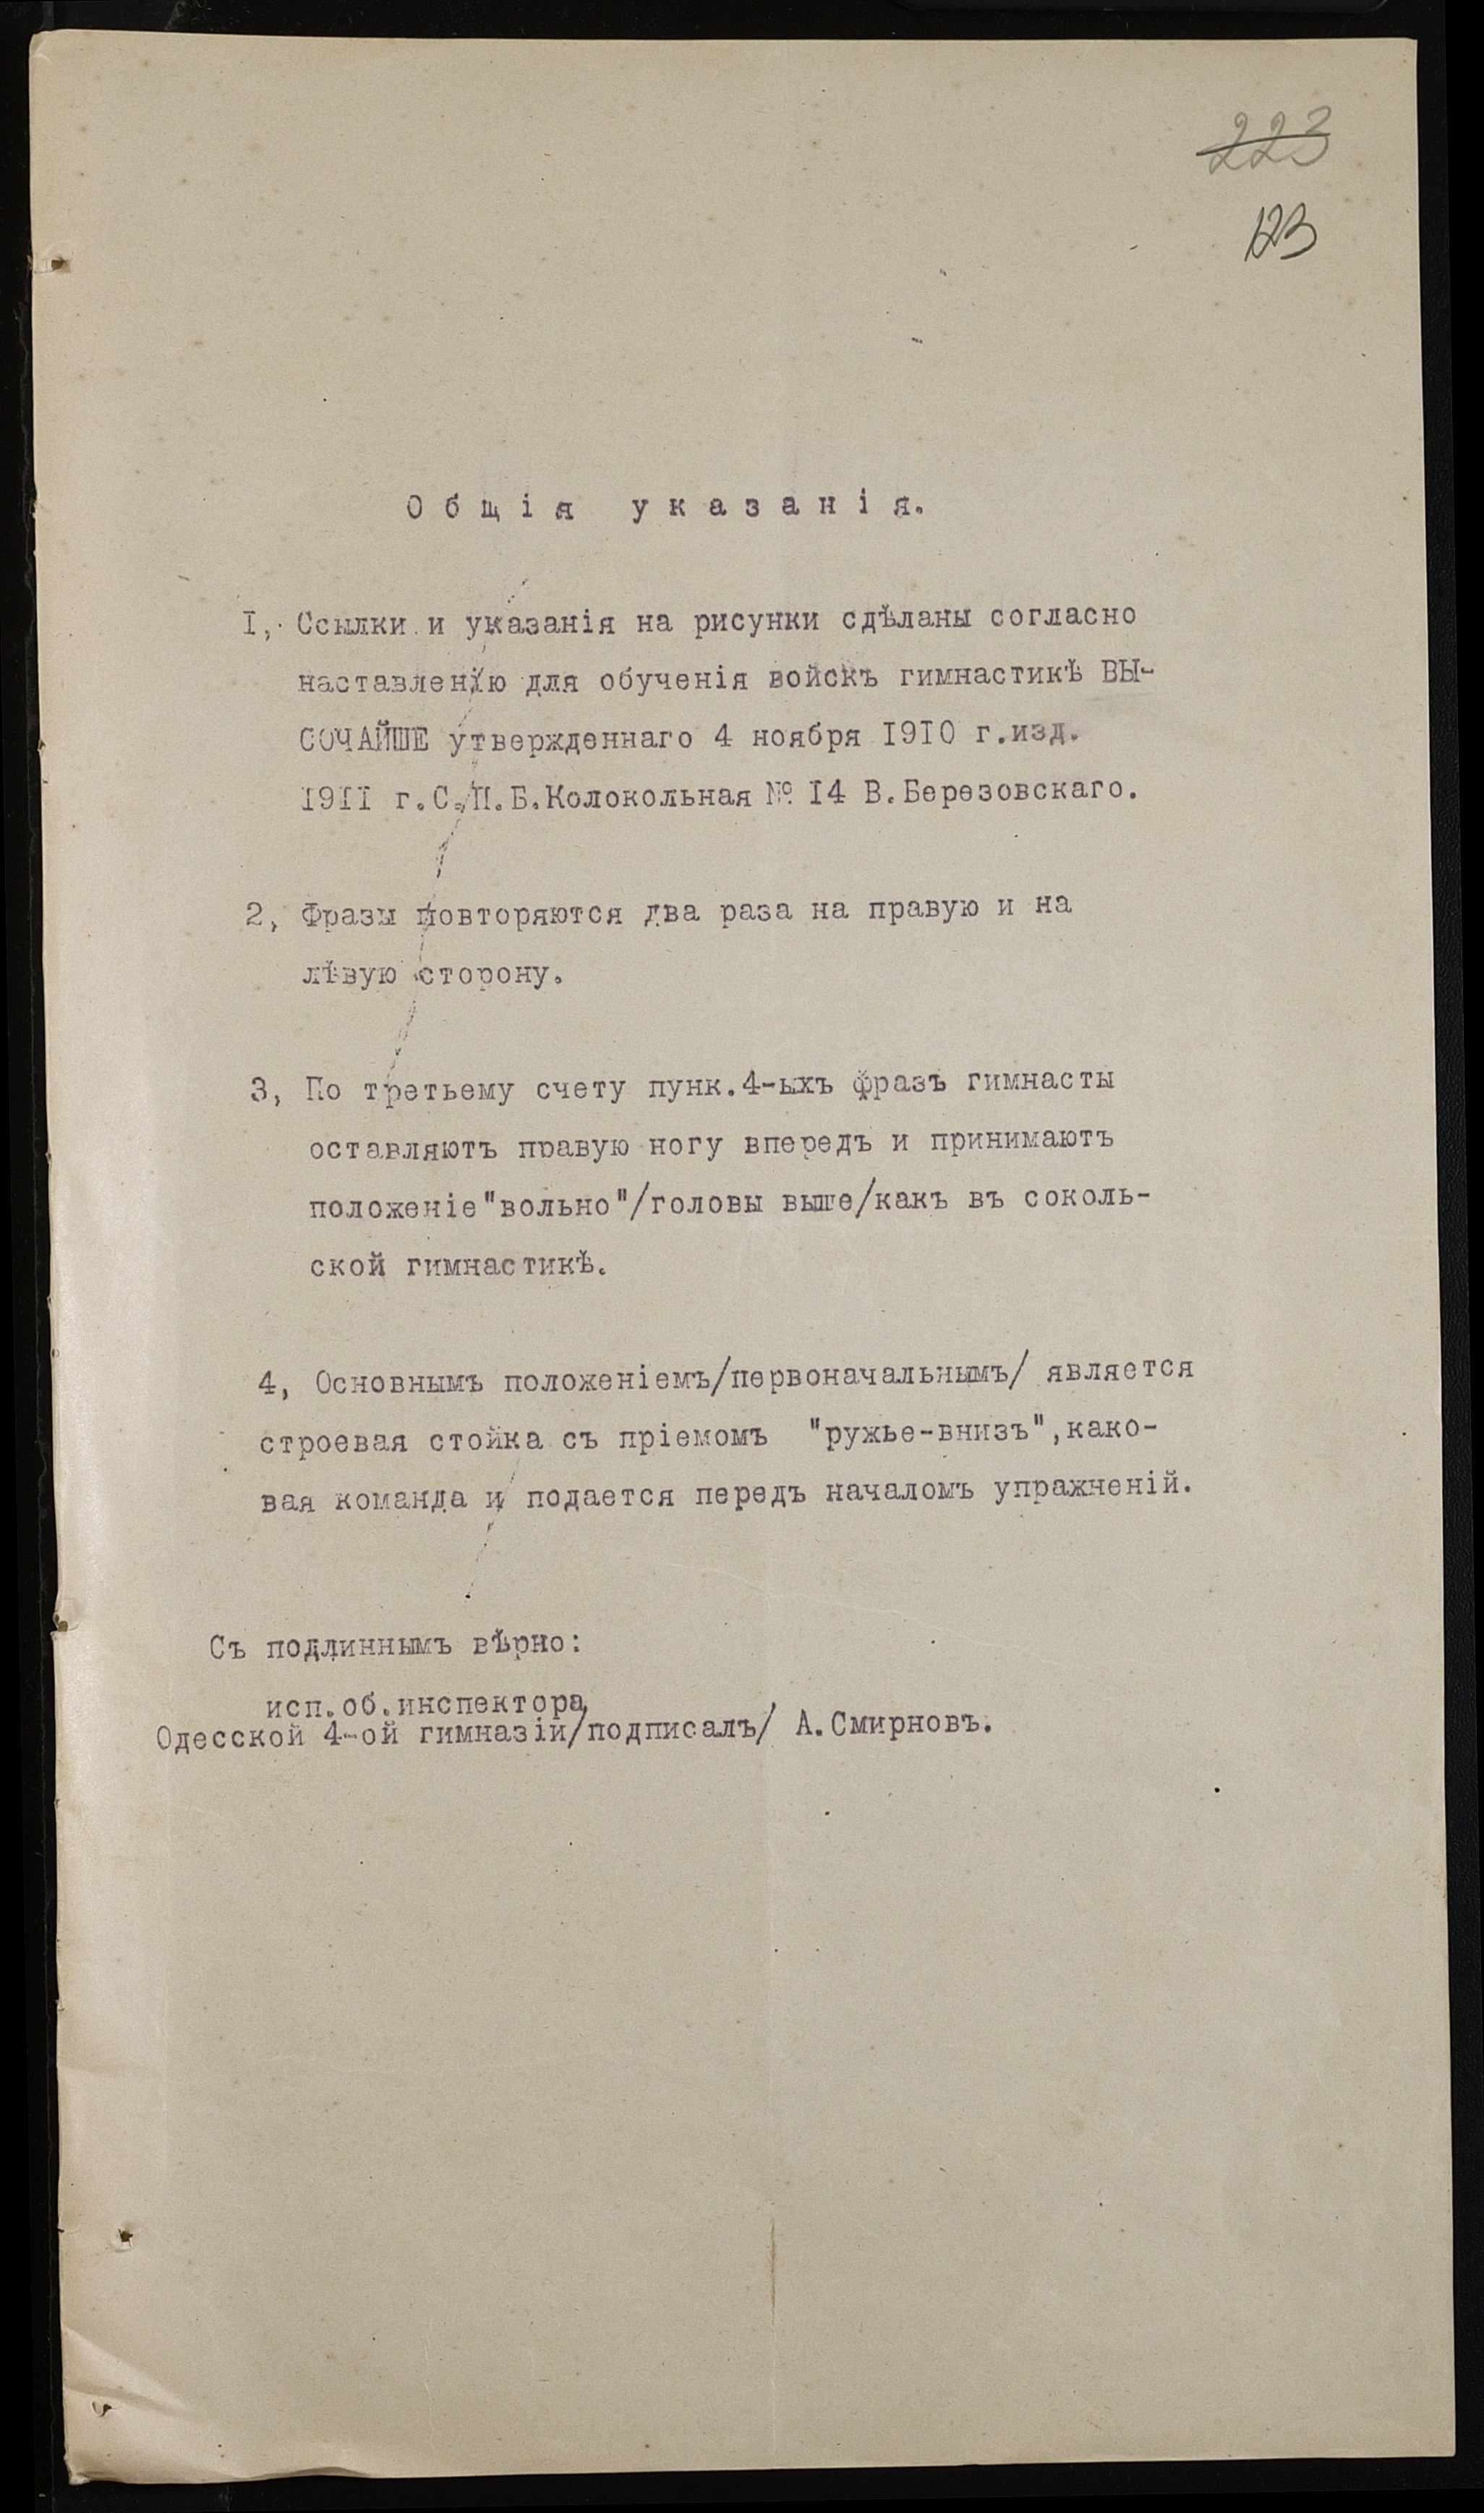 223
123
Общія указанія.
I, Ссылки и указанія на рисунки сдѣланы согласно
наставленію для обученія войскъ гимнастикѣ ВЫ-
СОЧАЙШЕ утвержденнаго 4 ноября I9I0 г.изд.
I9II г.С.П.Б.Колокольная № I4 В.Березовскаго.
2, Фразы повторяются два раза на правую и на
лѣвую сторону.
3, По третьему счету пунк.4-ыхъ фразъ гимнасты
оставляютъ правую ногу впередъ и принимаютъ
положеніе"вольно"/головы выше/какъ въ соколь-
ской гимнастикѣ.
4, Основнымъ положеніемъ/первоначальнымъ/ является
строевая стойка съ пріемомъ "ружье-внизъ",како-
вая команда и подается передъ началомъ упражненій.
Съ подлиннымъ вѣрно:
исп.об.инспектора
Одесской 4-ой гимназіи/подписалъ/ А.Смирновъ.